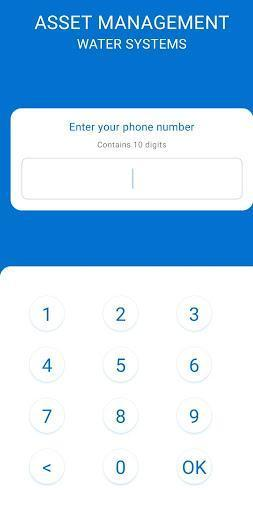 ASSET MANAGEMENT
WATER SYSTEMS
Enter your phone number
Contains 10 digits
1 2 3
4 5 6
7 8 9
< 0 OK